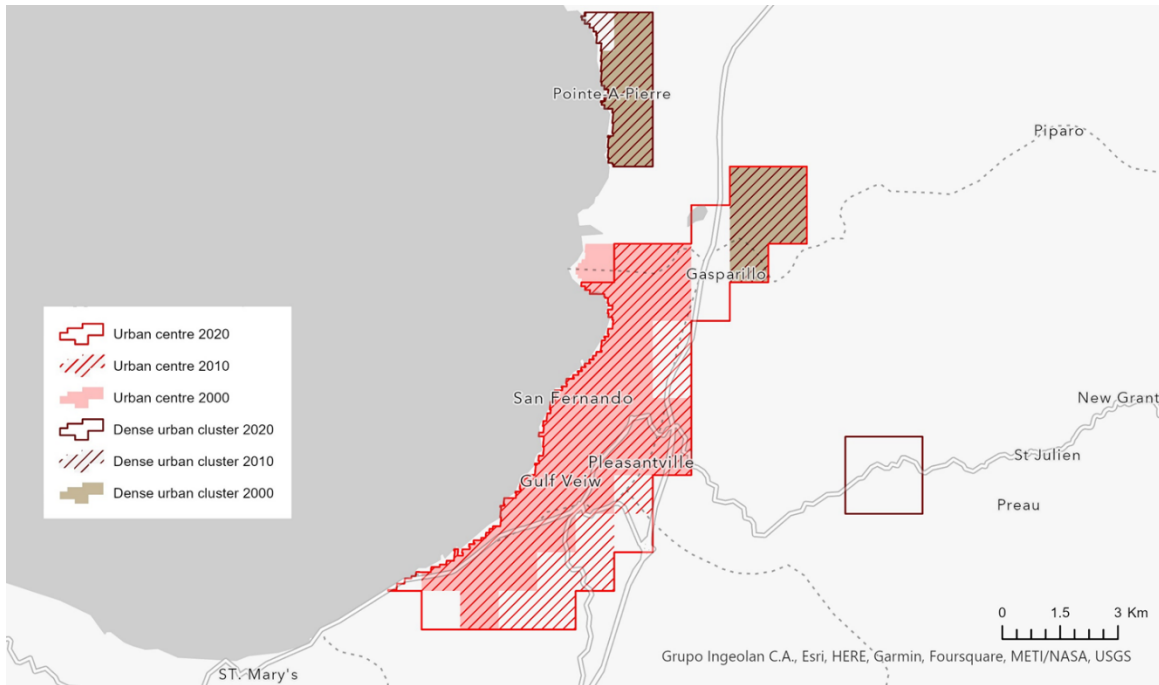 Pointe-A-Pierre
Piparo
Gasparillo
Urban centre 2020
Urban centre 2010
Urban centre 2000
Dense urban cluster 2020
Dense urban cluster 2010
Dense urban cluster 2000
San Fernando
New Grant
Pleasantville
St Julien
Gulf Veiw
Preau
0 1.5 3 Km
Grupo Ingeolan C.A., Esri, HERE, Garmin, Foursquare, METI/NASA, USGS
ST. Mary's